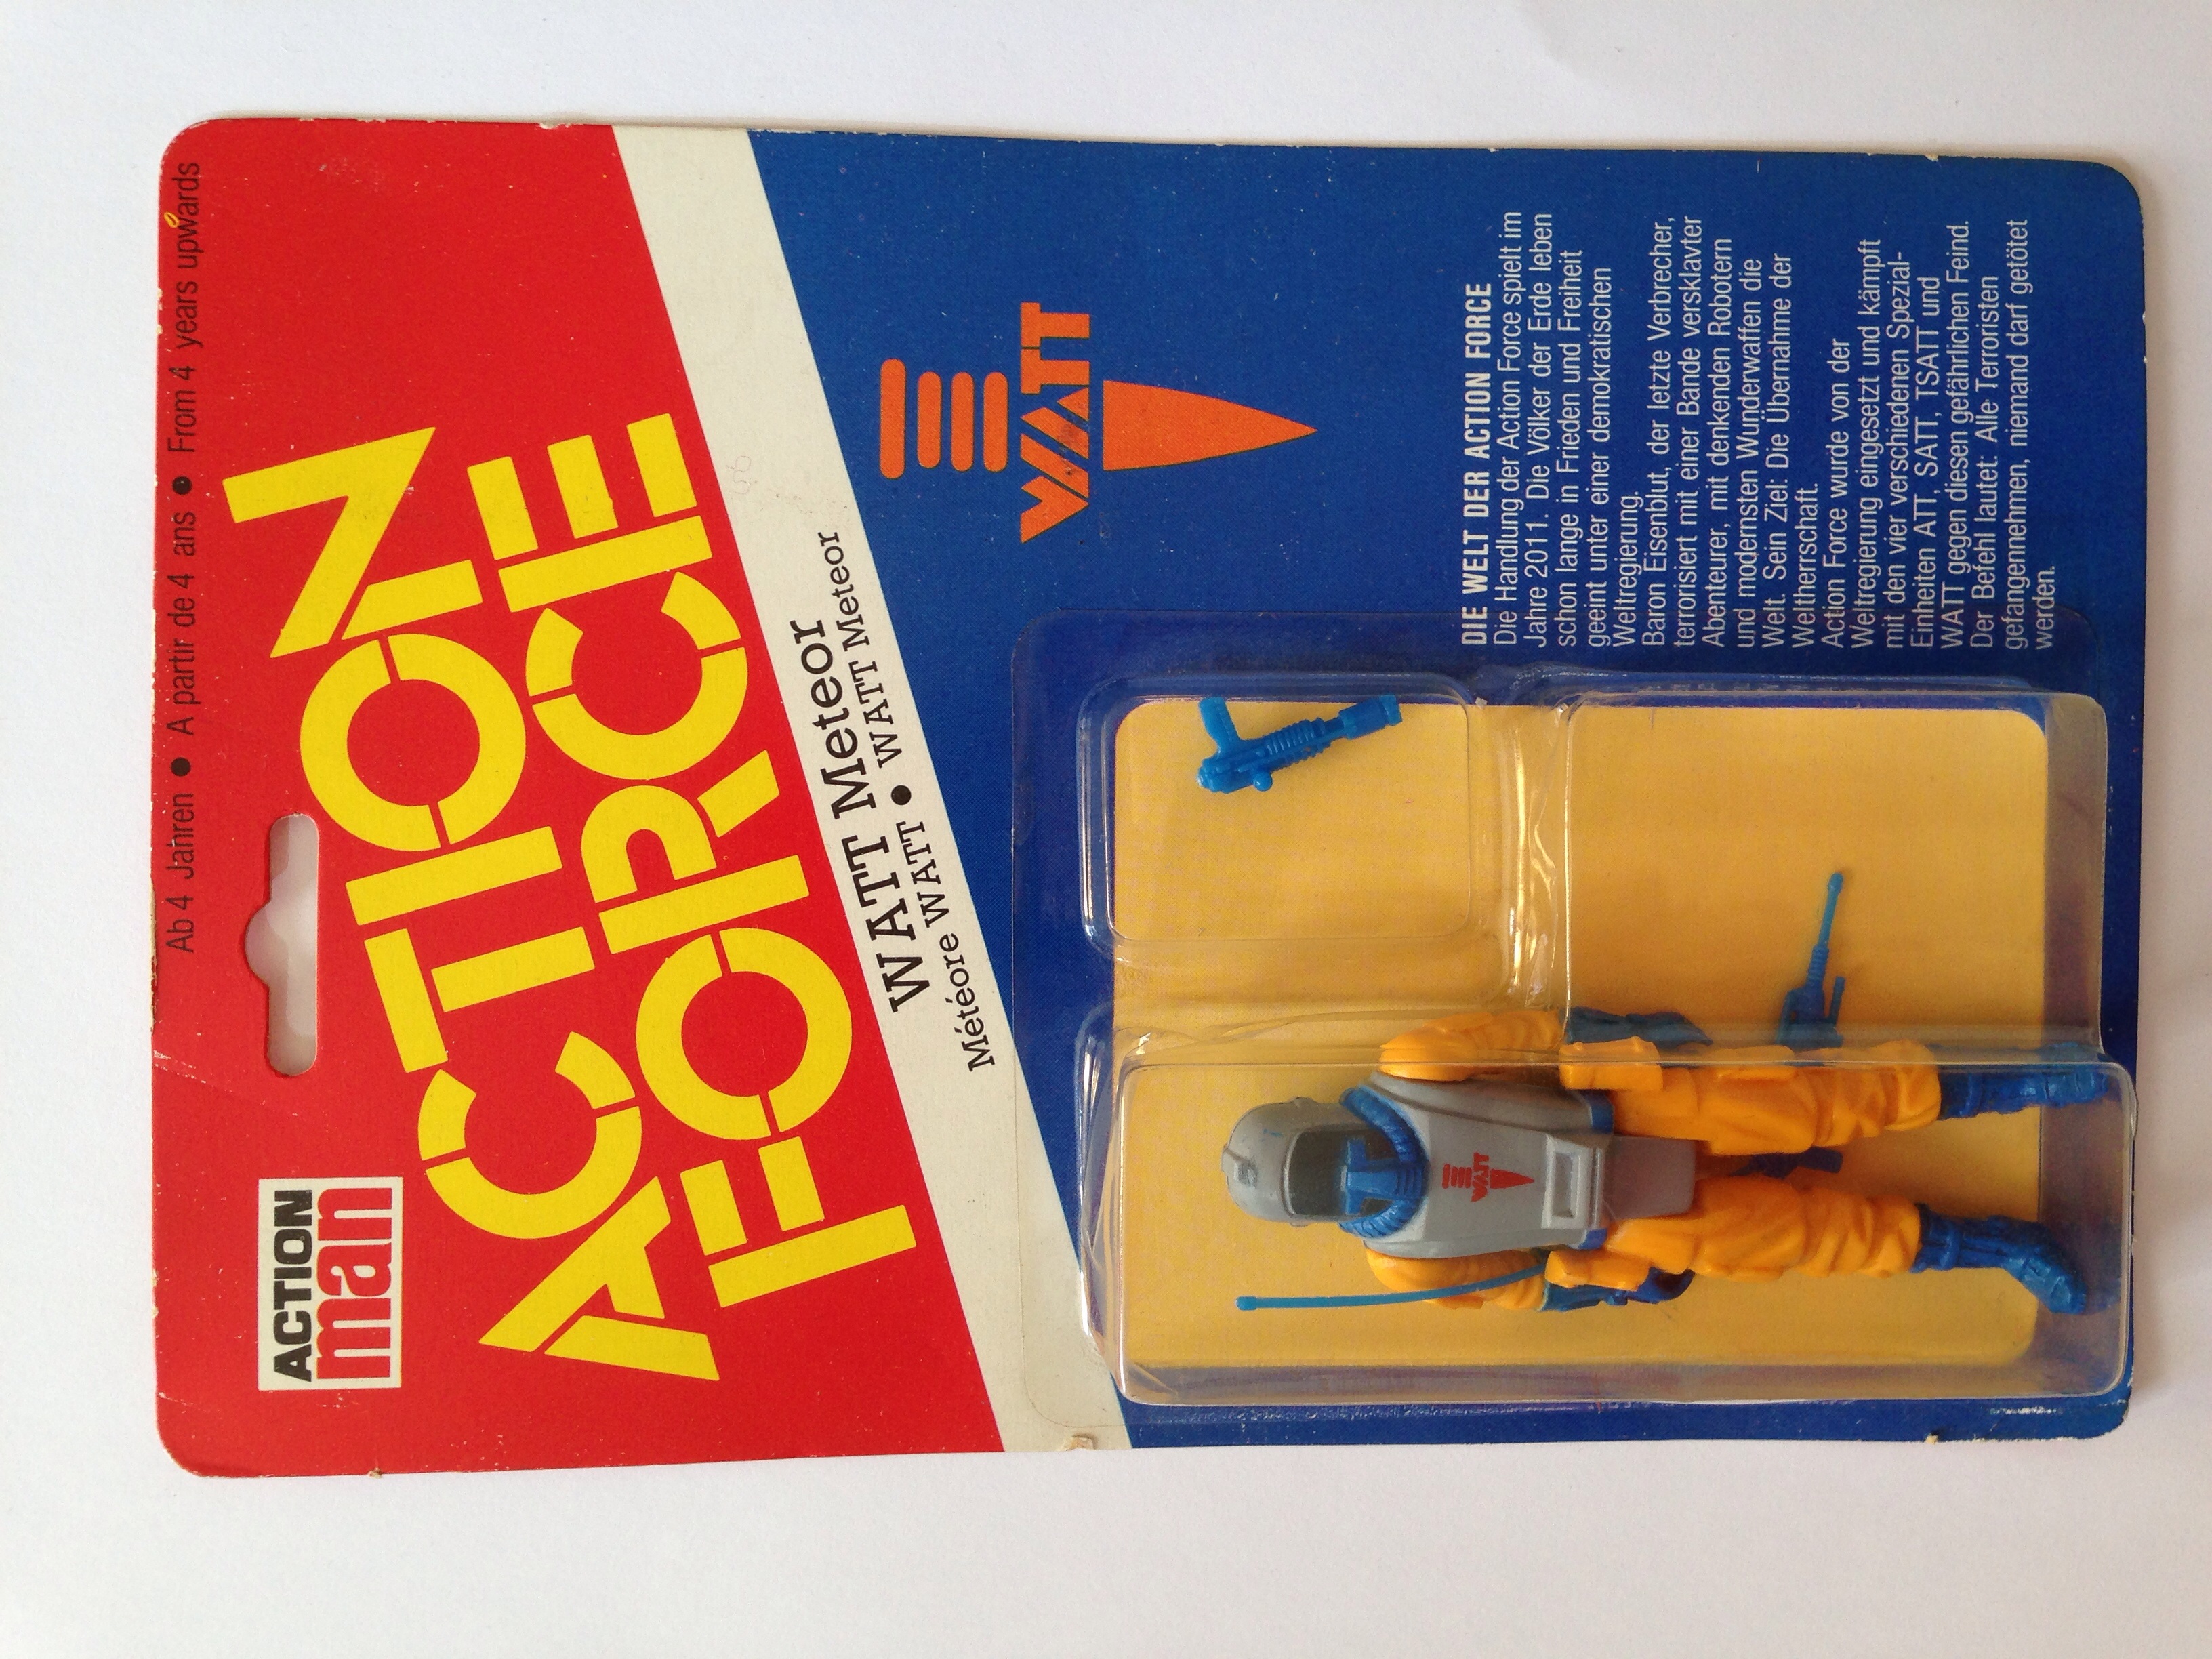 Ab 4 Jahren ● A partir de 4 ans ● From 4 years upwards
ACTION
man
ACTION
FORCE
WATT Meteor
Météore WATT ● WATT Meteor
WATT
DIE WELT DER ACTION FORCE
Die Handlung der Action Force spielt im
Jahre 2011. Die Völker der Erde leben
schon lange in Frieden und Freiheit
geeint unter einer demokratischen
Weltregierung.
Baron Eisenblut, der letzte Verbrecher,
terrorisiert mit einer Bande versklavter
Abenteurer, mit denkenden Robotern
und modernsten Wunderwaffen die
Welt. Sein Ziel: Die Übernahme der
Weltherrschaft.
Action Force wurde von der
Weltregierung eingesetzt und kämpft
mit den vier verschiedenen Spezial-
Einheiten ATT, SATT, TSATT und
WATT gegen diesen gefährlichen Feind.
Der Befehl lautet: Alle Terroristen
gefangennehmen, niemand darf getötet
werden.
WATT